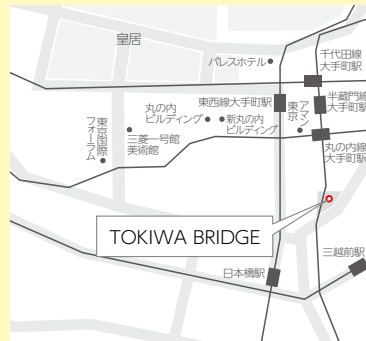 皇居
パレスホテル
千代田線
大手町駅
東西線大手町駅
半蔵門線
大手町駅
丸の内
ビルディング
新丸の内
ビルディング
アマン
東京
丸の内線
大手町駅
東京国際
フォーラム
三菱一号館
美術館
TOKIWA BRIDGE
三越前駅
日本橋駅